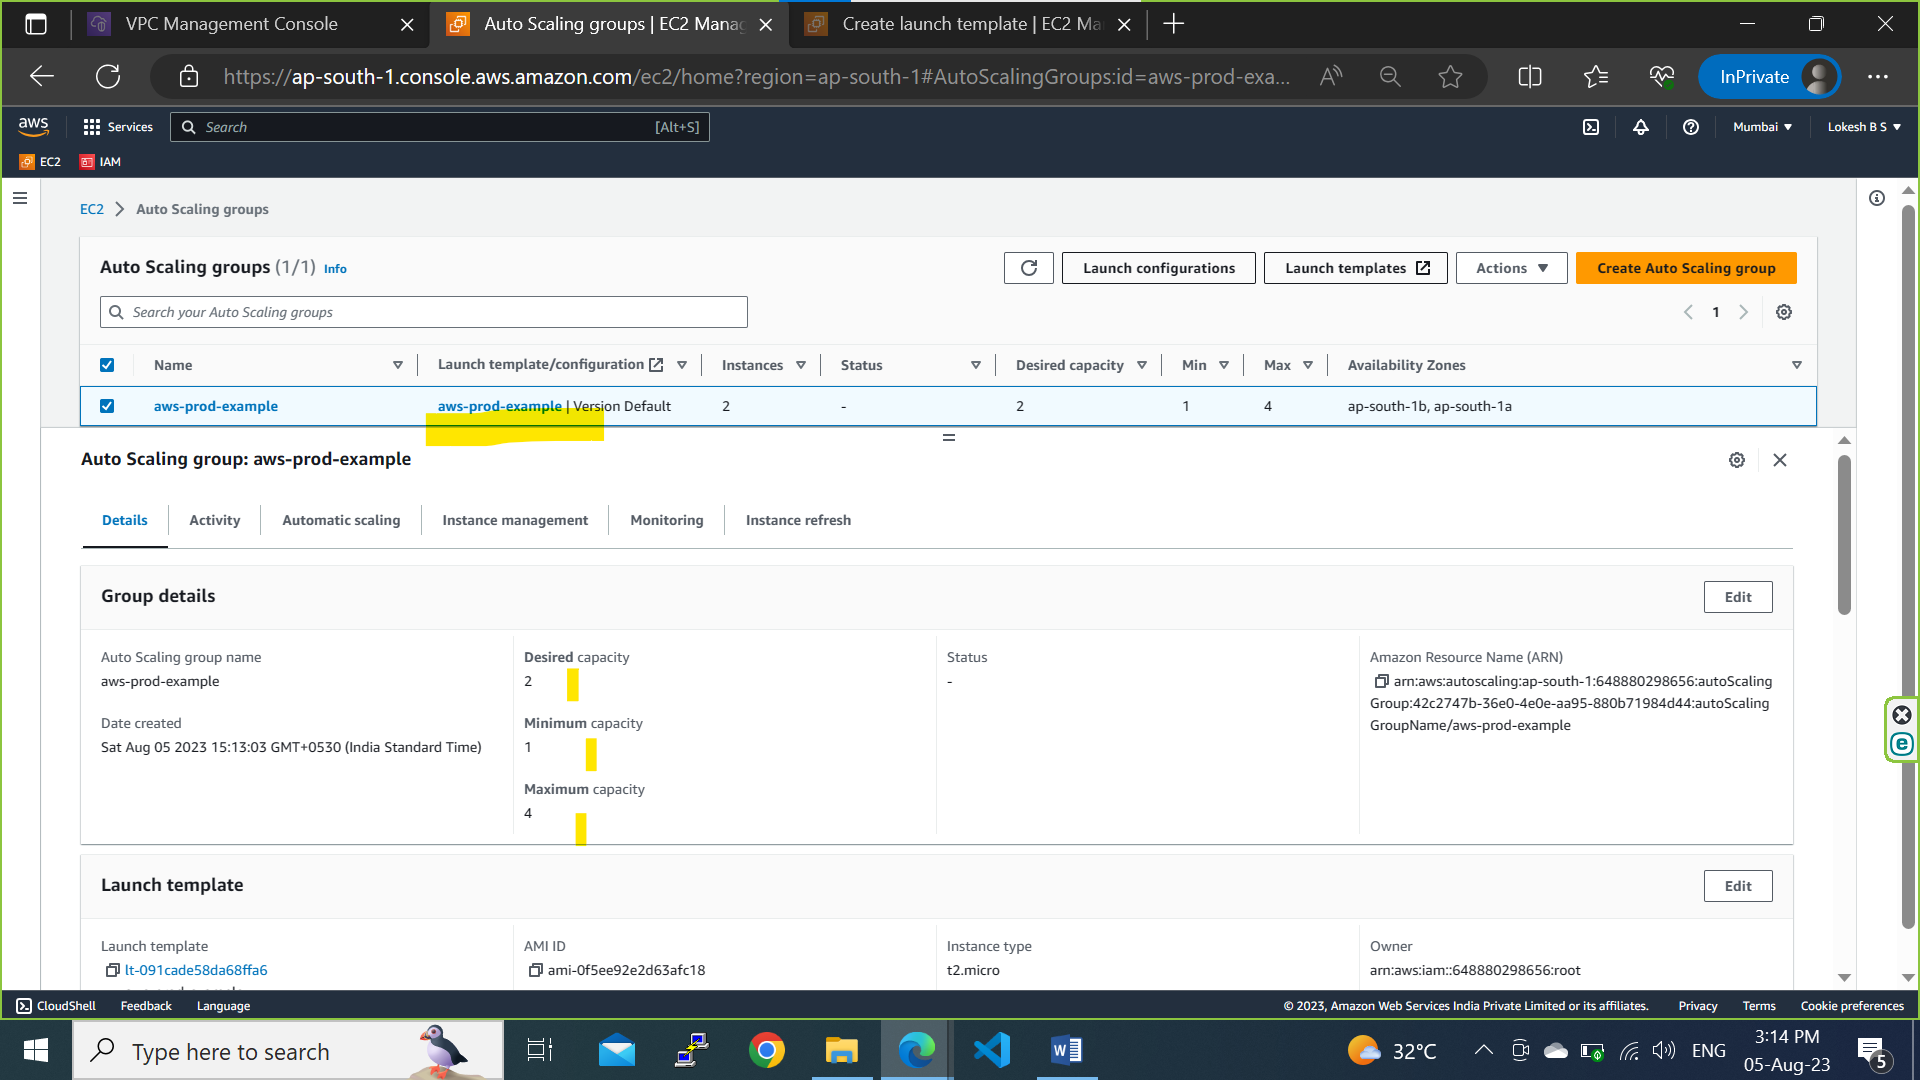 VPC Management Console
Auto Scaling groups | EC2 Manag
Create launch template | EC2 Ma
https://ap-south-1.console.aws.amazon.com/ec2/home?region=ap-south-1#AutoScalingGroups:id=aws-prod-exa...
InPrivate
aws
Services
Search
[Alt+S]
Mumbai
Lokesh B S
EC2
IAM
EC2 > Auto Scaling groups
Auto Scaling groups (1/1) Info
Launch configurations
Launch templates
Actions
Create Auto Scaling group
Search your Auto Scaling groups
1
Name Launch template/configuration Instances Status Desired capacity Min Max Availability Zones
aws-prod-example aws-prod-example | Version Default 2 - 2 1 4 ap-south-1b, ap-south-1a
Auto Scaling group: aws-prod-example
Details Activity Automatic scaling Instance management Monitoring Instance refresh
Group details
Edit
Auto Scaling group name
aws-prod-example
Date created
Sat Aug 05 2023 15:13:03 GMT+0530 (India Standard Time)
Desired capacity
2
Minimum capacity
1
Maximum capacity
4
Status
-
Amazon Resource Name (ARN)
arn:aws:autoscaling:ap-south-1:648880298656:autoScaling
Group:42c2747b-36e0-4e0e-aa95-880b71984d44:autoScaling
GroupName/aws-prod-example
Launch template
Edit
Launch template
lt-091cade58da68ffa6
AMI ID
ami-0f5ee92e2d63afc18
Instance type
t2.micro
Owner
arn:aws:iam::648880298656:root
CloudShell Feedback Language
© 2023, Amazon Web Services India Private Limited or its affiliates. Privacy Terms Cookie preferences
Type here to search
32°C
ENG
3:14 PM
05-Aug-23
5